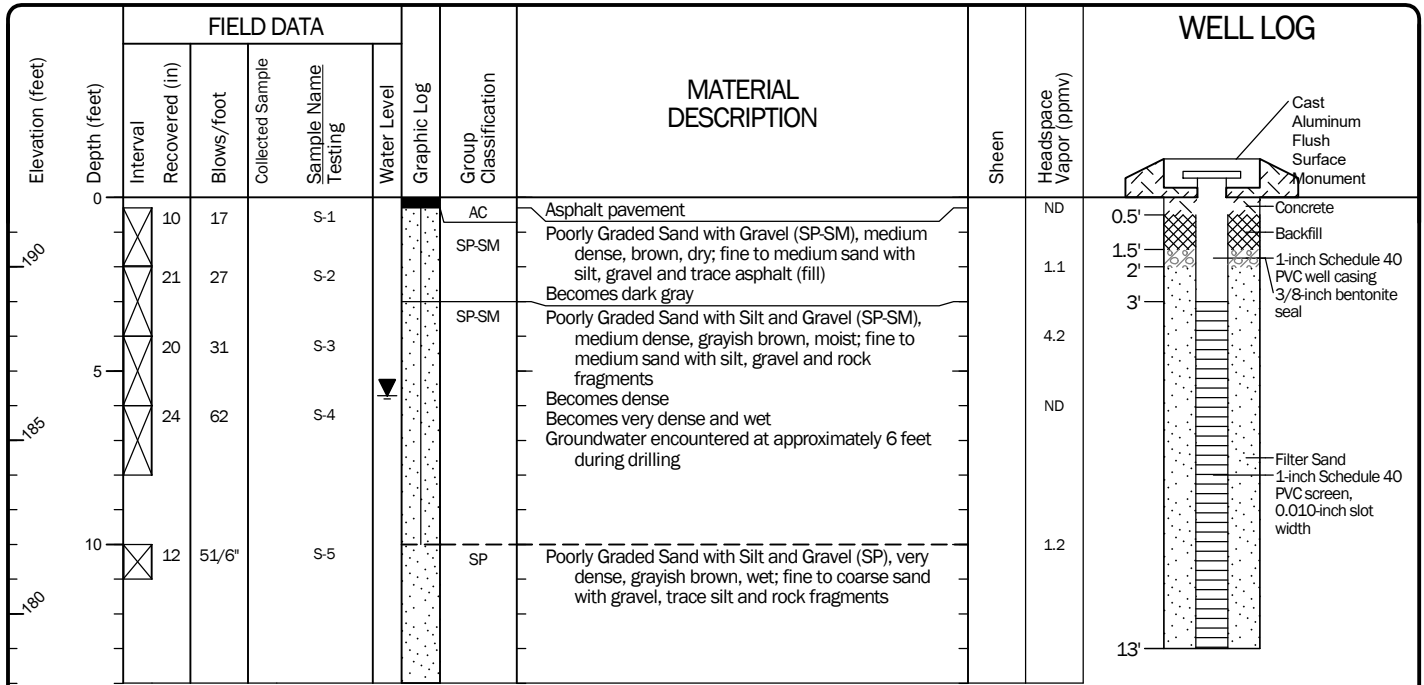 FIELD DATA
WELL LOG
Elevation (feet)
Depth (feet)
Interval
Recovered (in)
Blows/foot
Collected Sample
Sample Name
Testing
Water Level
Graphic Log
Group
Classification
MATERIAL
DESCRIPTION
Sheen
Headspace
Vapor (ppmv)
Cast
Aluminum
Flush
Surface
Monument
0
10
17
S-1
AC
Asphalt pavement
ND
0.5'
Concrete
SP-SM
Poorly Graded Sand with Gravel (SP-SM), medium
dense, brown, dry; fine to medium sand with
silt, gravel and trace asphalt (fill)
Backfill
190
1.5'
2'
21
27
S-2
1.1
1-inch Schedule 40
PVC well casing
3/8-inch bentonite
seal
Becomes dark gray
3'
SP-SM
Poorly Graded Sand with Silt and Gravel (SP-SM),
medium dense, grayish brown, moist; fine to
medium sand with silt, gravel and rock
fragments
20
31
S-3
4.2
5
Becomes dense
24
62
S-4
ND
Becomes very dense and wet
185
Groundwater encountered at approximately 6 feet
during drilling
Filter Sand
1-inch Schedule 40
PVC screen,
0.010-inch slot
width
10
12
51/6"
S-5
SP
Poorly Graded Sand with Silt and Gravel (SP), very
dense, grayish brown, wet; fine to coarse sand
with gravel, trace silt and rock fragments
1.2
180
13'